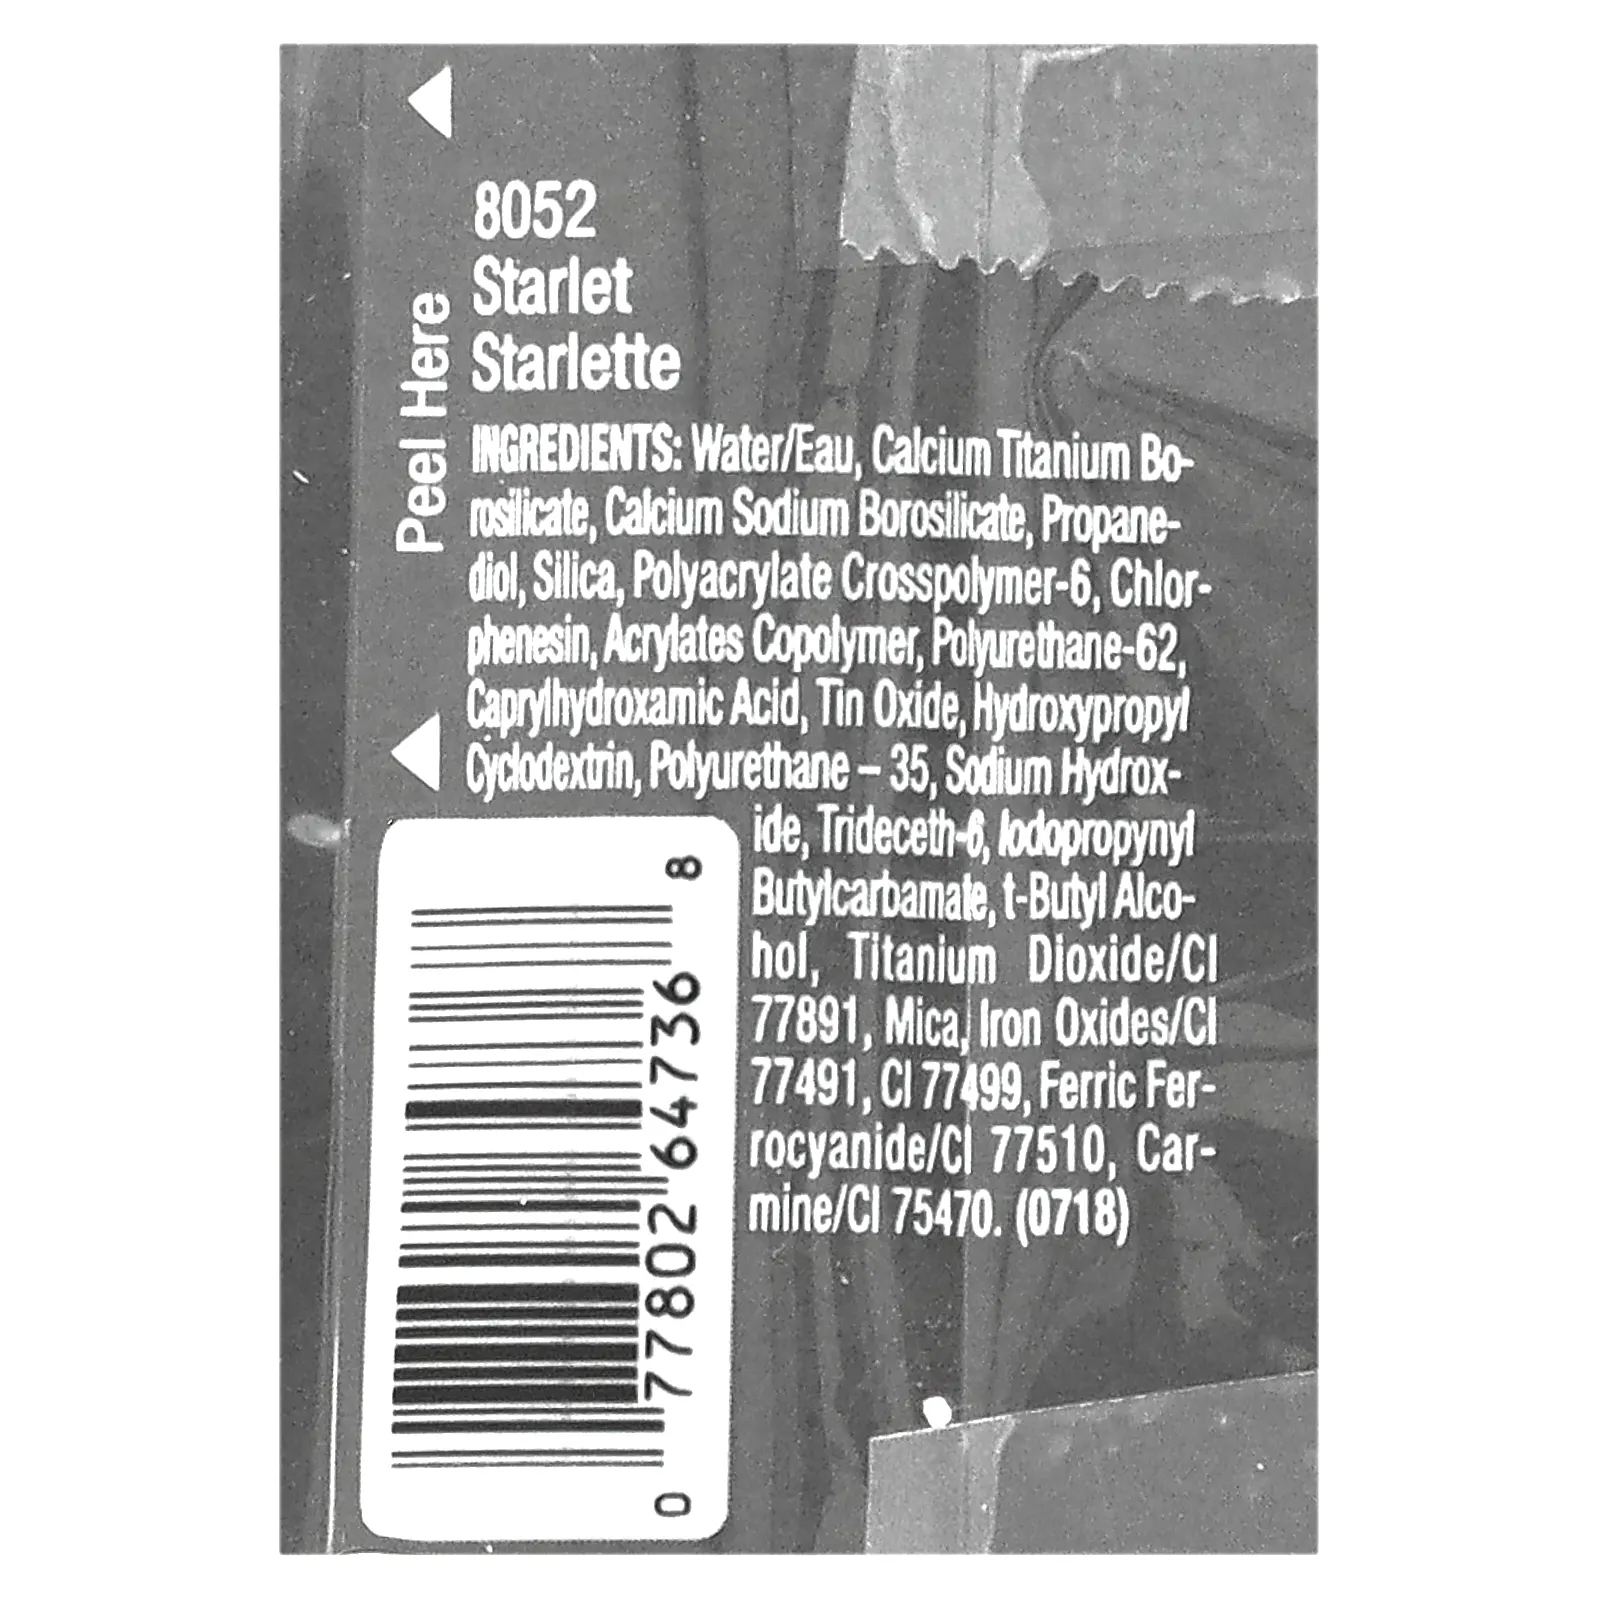 Peel Here
8052
Starlet
Starlette
INGREDIENTS: Water/Eau, Calcium Titanium Bo-
rosilicate, Calcium Sodium Borosilicate, Propane-
diol, Silica, Polyacrylate Crosspolymer-6, Chlor-
phenesin, Acrylates Copolymer, Polyurethane-62,
Caprylhydroxamic Acid, Tin Oxide, Hydroxypropyl
Cyclodextrin, Polyurethane – 35, Sodium Hydrox-
ide, Trideceth-6, Iodopropynyl
Butylcarbamate, t-Butyl Alco-
hol, Titanium Dioxide/CI
77891, Mica, Iron Oxides/CI
77491, CI 77499, Ferric Fer-
rocyanide/CI 77510, Car-
mine/CI 75470. (0718)
0 77802 64736 8